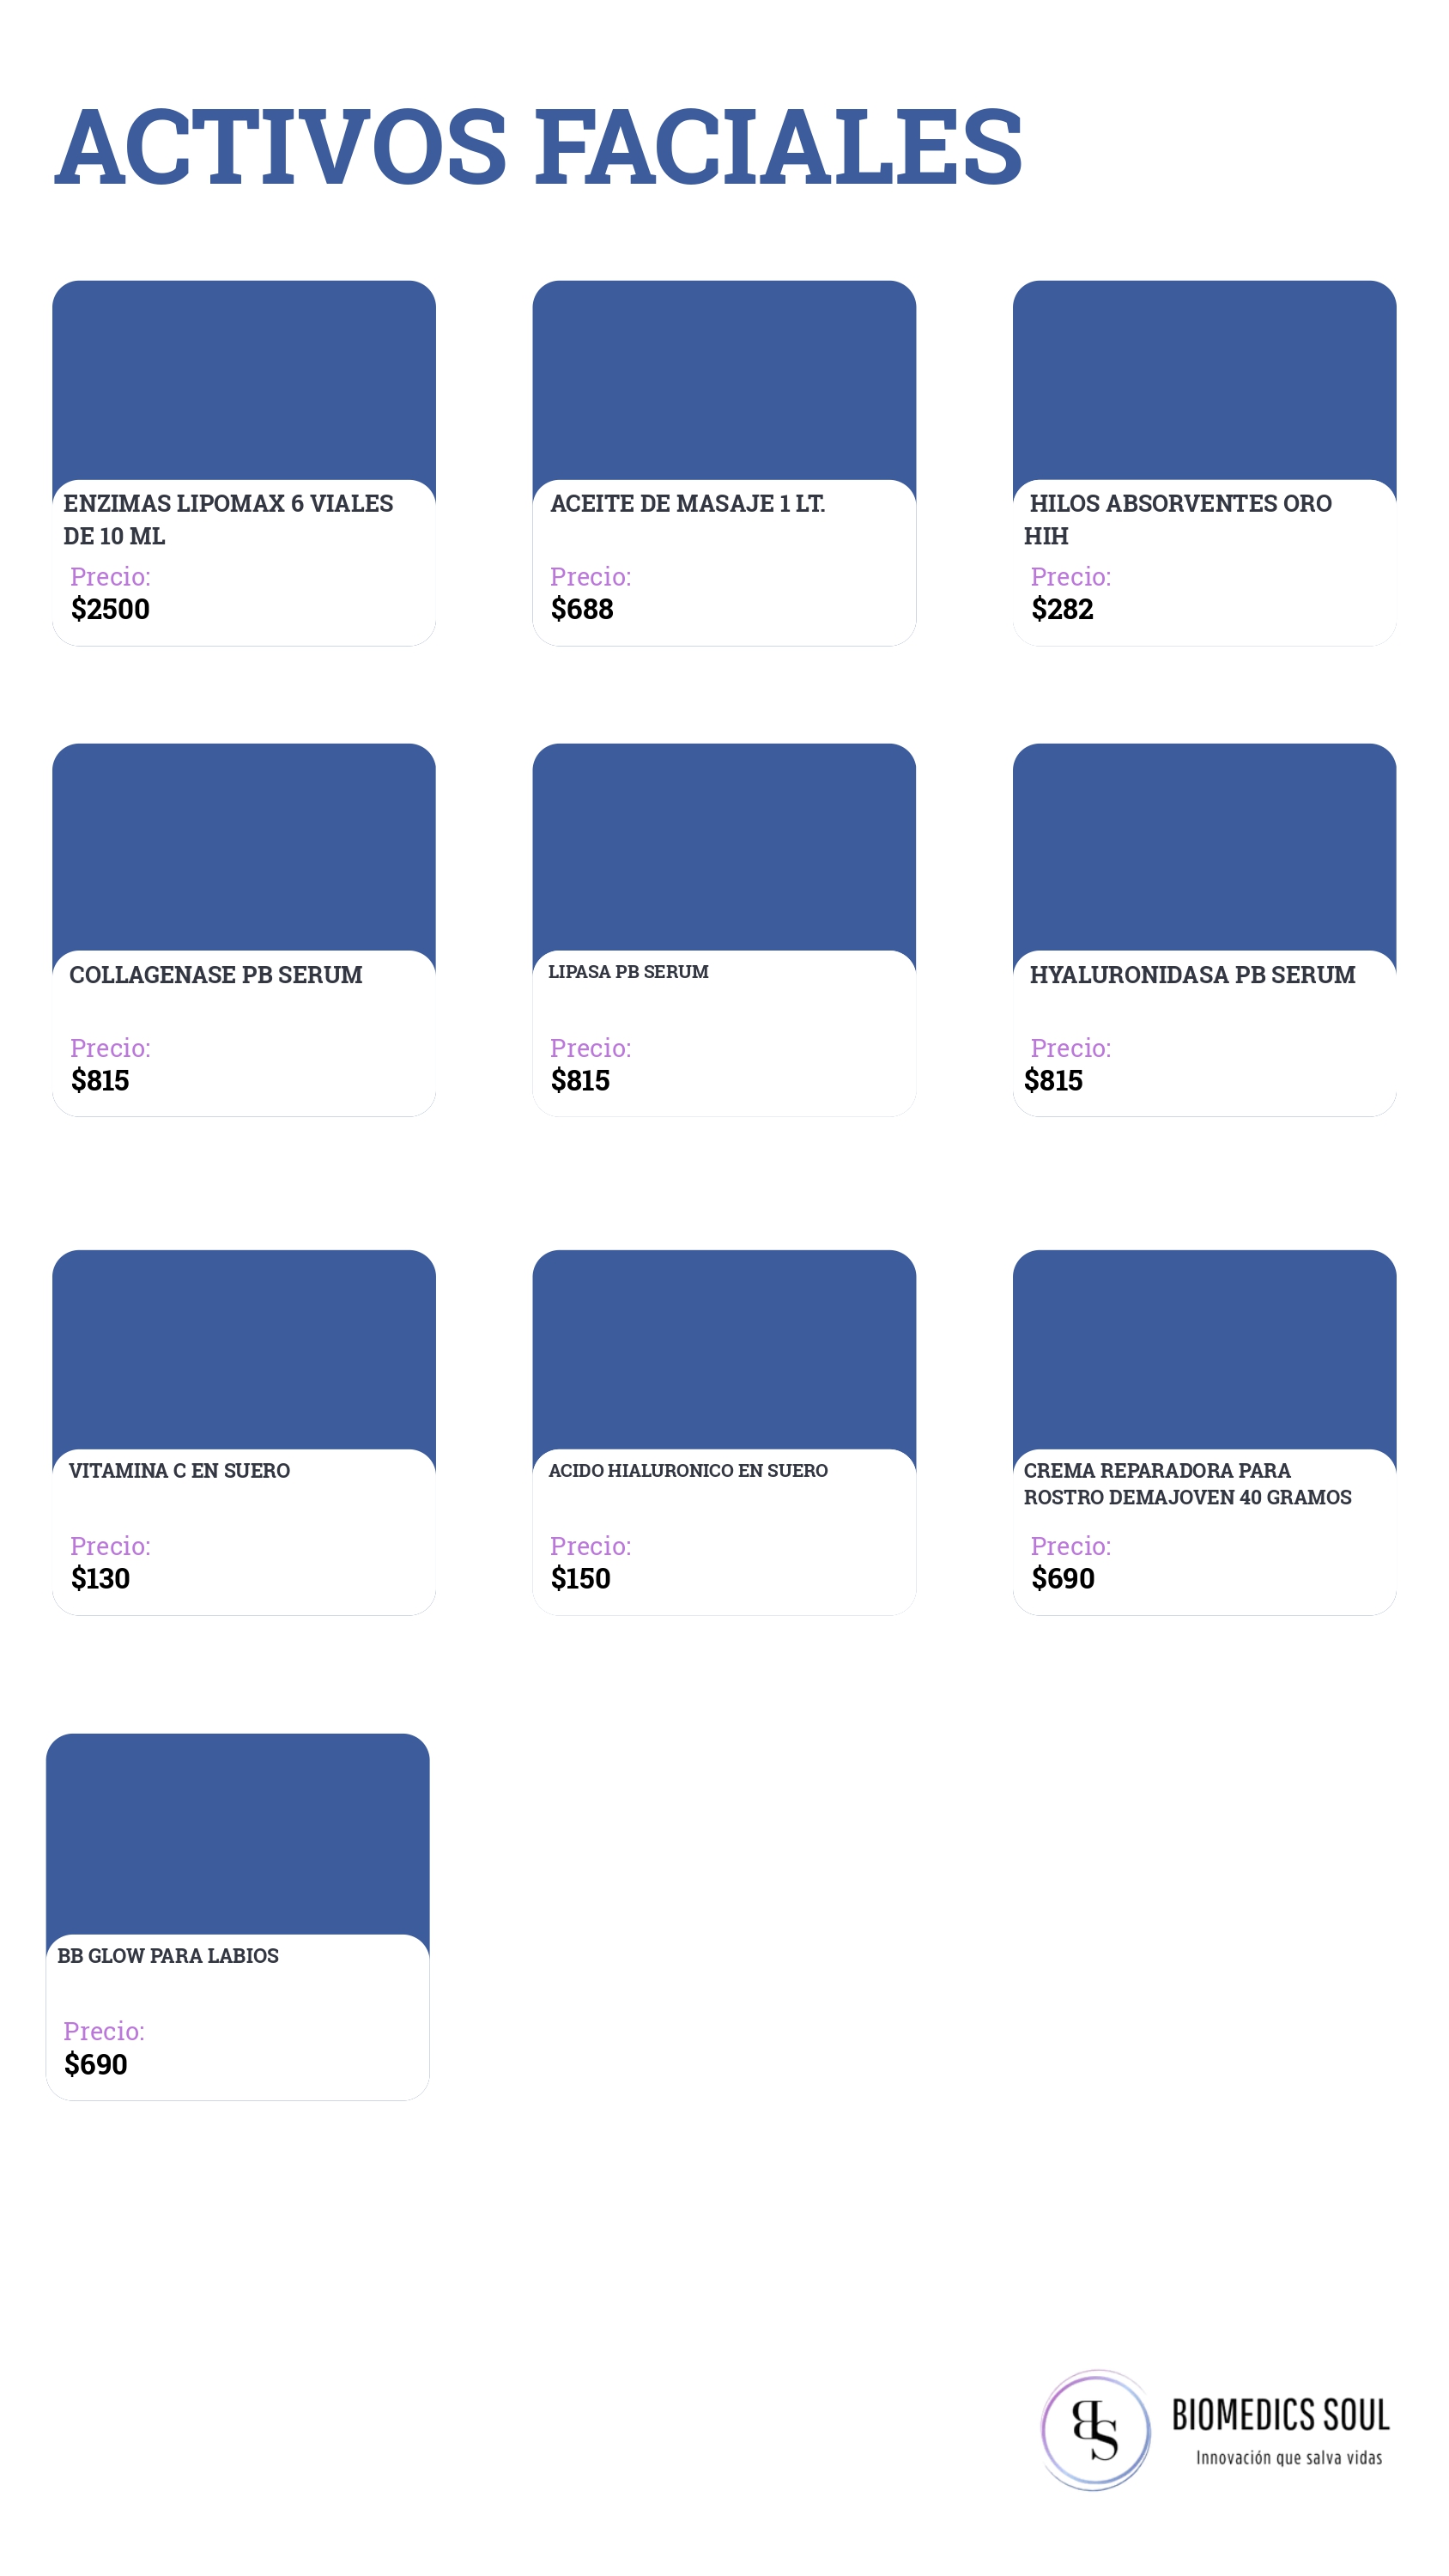 ACTIVOS FACIALES
ENZIMAS LIPOMAX 6 VIALES
DE 10 ML
Precio:
$2500
ACEITE DE MASAJE 1 LT.
Precio:
$688
HILOS ABSORVENTES ORO
HIH
Precio:
$282
COLLAGENASE PB SERUM
Precio:
$815
LIPASA PB SERUM
Precio:
$815
HYALURONIDASA PB SERUM
Precio:
$815
VITAMINA C EN SUERO
Precio:
$130
ACIDO HIALURONICO EN SUERO
Precio:
$150
CREMA REPARADORA PARA
ROSTRO DEMAJOVEN 40 GRAMOS
Precio:
$690
BB GLOW PARA LABIOS
Precio:
$690
BS
BIOMEDICS SOUL
Innovación que salva vidas